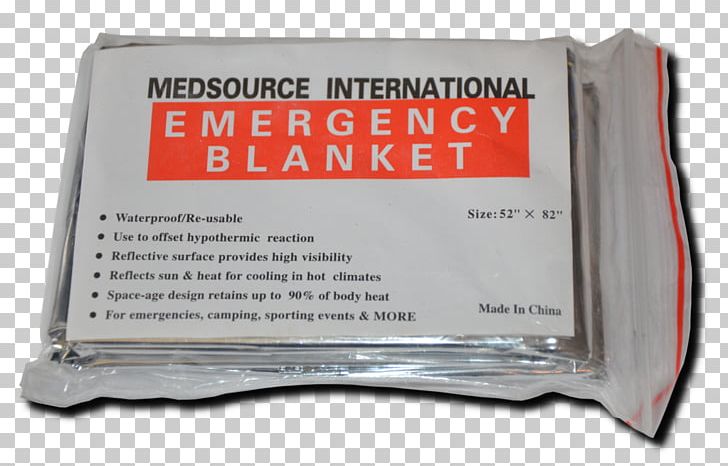 MEDSOURCE INTERNATIONAL
EMERGENCY
BLANKET
Size: 52" X 82"
• Waterproof/Re-usable
• Use to offset hypothermic reaction
• Reflective surface provides high visibility
• Reflects sun & heat for cooling in hot climates
• Space-age design retains up to 90% of body heat
• For emergencies, camping, sporting events & MORE
Made In China